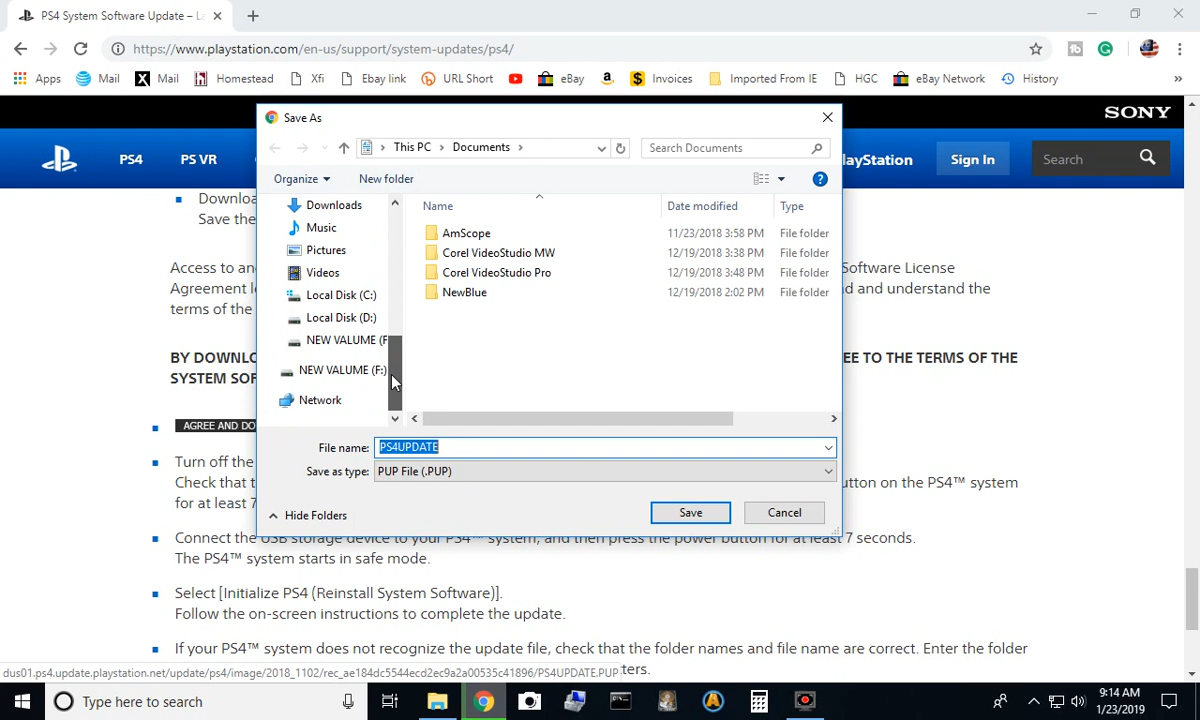 PS4 System Software Update – La
https://www.playstation.com/en-us/support/system-updates/ps4/
Apps Mail X Mail Homestead Xfi Ebay link URL Short eBay a Invoices Imported From IE HGC eBay Network History »
SONY
PS4 PS VR layStation Sign In Search
Save As
This PC > Documents >
Search Documents
Organize New folder
Downloads
Music
Pictures
Videos
Local Disk (C:)
Local Disk (D:)
NEW VALUME (F
NEW VALUME (F:)
Network
Name Date modified Type
AmScope 11/23/2018 3:58 PM File folder
Corel VideoStudio MW 12/19/2018 3:38 PM File folder
Corel VideoStudio Pro 12/19/2018 3:48 PM File folder
NewBlue 12/19/2018 2:02 PM File folder
File name: PS4UPDATE
Save as type: PUP File (.PUP)
Hide Folders Save Cancel
Downloa
Save the
Access to an Software License
Agreement l d and understand the
terms of the
BY DOWNLO EE TO THE TERMS OF THE
SYSTEM SOF
AGREE AND DO
Turn off the
Check that t utton on the PS4™ system
for at least 7
Connect the USB storage device to your PS4™ system, and then press the power button for at least 7 seconds.
The PS4™ system starts in safe mode.
Select [Initialize PS4 (Reinstall System Software)].
Follow the on-screen instructions to complete the update.
If your PS4™ system does not recognize the update file, check that the folder names and file name are correct. Enter the folder
ters.
dus01.ps4.update.playstation.net/update/ps4/image/2018_1102/rec_ae184dc5544ecd2ec9a2a00535c41896/PS4UPDATE.PUP
Type here to search
9:14 AM
1/23/2019